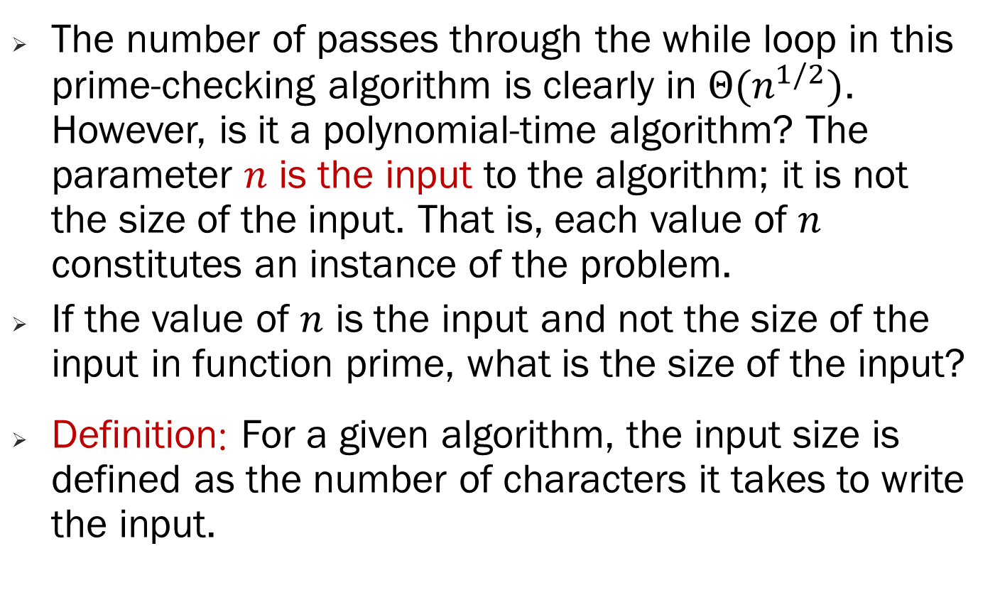 ➢ The number of passes through the while loop in this
prime-checking algorithm is clearly in Θ(𝑛^{1/2}).
However, is it a polynomial-time algorithm? The
parameter 𝑛 is the input to the algorithm; it is not
the size of the input. That is, each value of 𝑛
constitutes an instance of the problem.
➢ If the value of 𝑛 is the input and not the size of the
input in function prime, what is the size of the input?
➢ Definition: For a given algorithm, the input size is
defined as the number of characters it takes to write
the input.